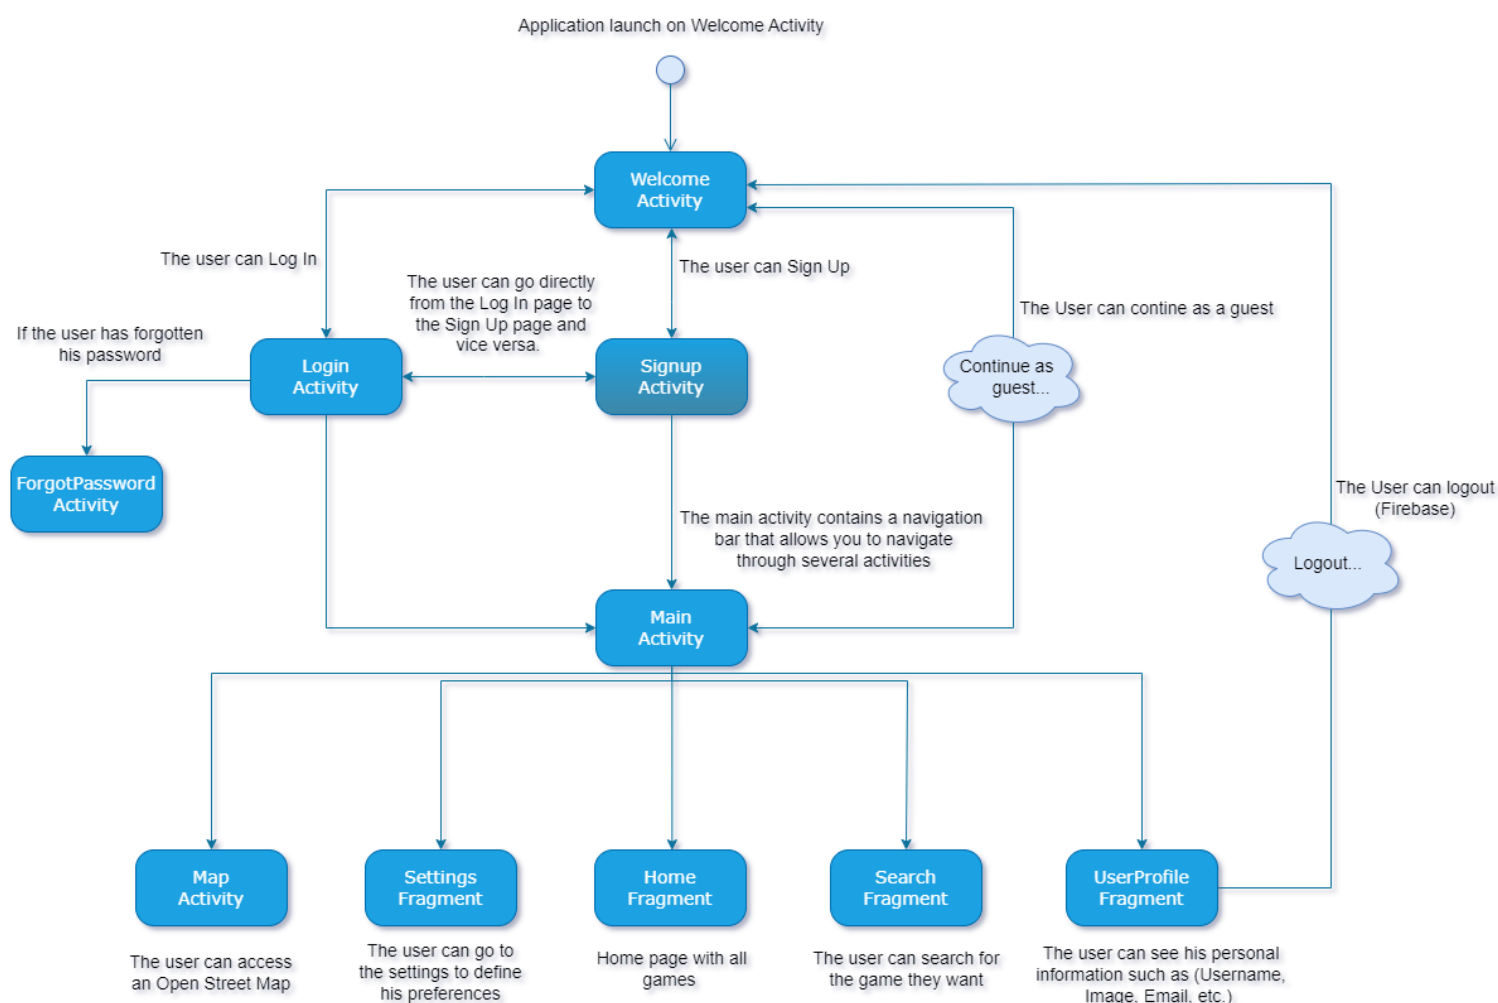 Application launch on Welcome Activity
Welcome
Activity
The user can Log In
The user can go directly
from the Log In page to
the Sign Up page and
vice versa.
The user can Sign Up
The User can contine as a guest
If the user has forgotten
his password
Login
Activity
Signup
Activity
Continue as
guest...
ForgotPassword
Activity
The main activity contains a navigation
bar that allows you to navigate
through several activities
The User can logout
(Firebase)
Logout...
Main
Activity
Map
Activity
Settings
Fragment
Home
Fragment
Search
Fragment
UserProfile
Fragment
The user can access
an Open Street Map
The user can go to
the settings to define
his preferences
Home page with all
games
The user can search for
the game they want
The user can see his personal
information such as (Username,
Image, Email, etc.)